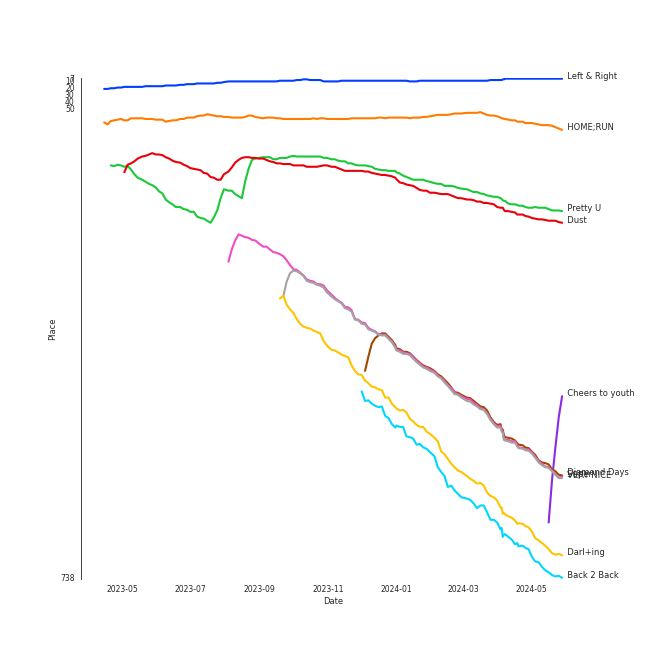 7
10
20
30
40
50
738
Place
Left & Right
HOME;RUN
Pretty U
Dust
Cheers to youth
Diamond Days
VERY NICE
Darl+ing
Back 2 Back
2023-05 2023-07 2023-09 2023-11 2024-01 2024-03 2024-05
Date